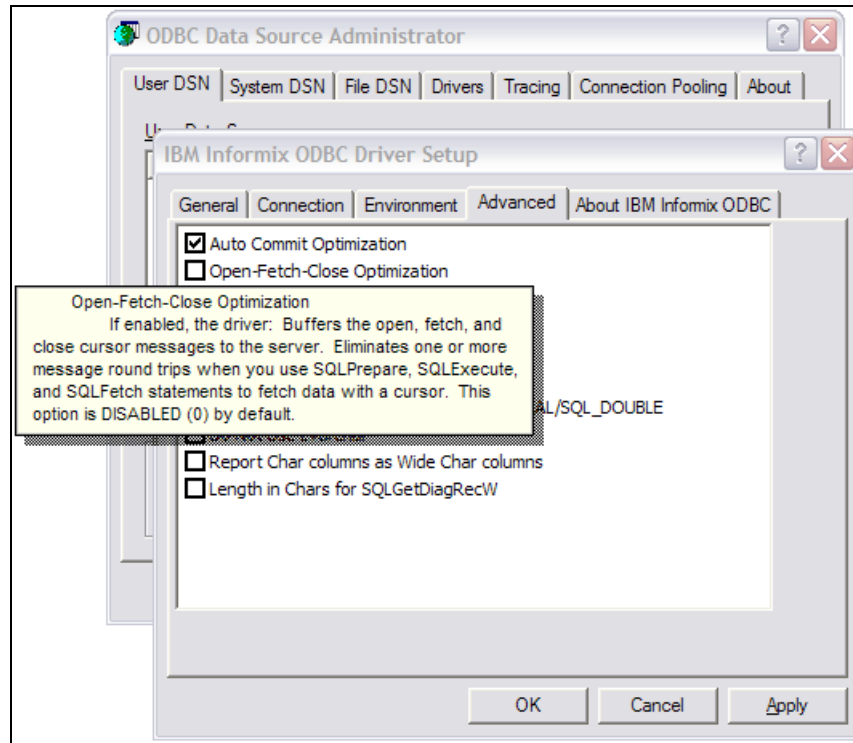 ODBC Data Source Administrator
User DSN System DSN File DSN Drivers Tracing Connection Pooling About
IBM Informix ODBC Driver Setup
General Connection Environment Advanced About IBM Informix ODBC
Auto Commit Optimization
Open-Fetch-Close Optimization
Open-Fetch-Close Optimization
If enabled, the driver: Buffers the open, fetch, and
close cursor messages to the server. Eliminates one or more
message round trips when you use SQLPrepare, SQLExecute,
and SQLFetch statements to fetch data with a cursor. This
option is DISABLED (0) by default.
AL/SQL_DOUBLE
Report Char columns as Wide Char columns
Length in Chars for SQLGetDiagRecW
OK Cancel Apply